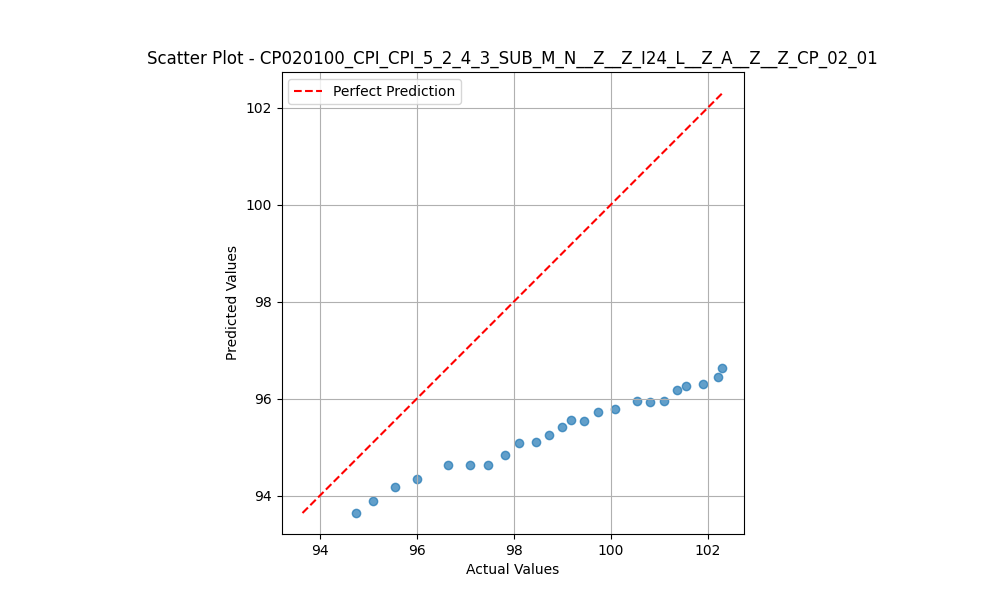 Scatter Plot - CP020100_CPI_CPI_5_2_4_3_SUB_M_N__Z__Z_I24_L__Z_A__Z__Z_CP_02_01
Perfect Prediction
102
100
98
96
94
Predicted Values
94 96 98 100 102
Actual Values